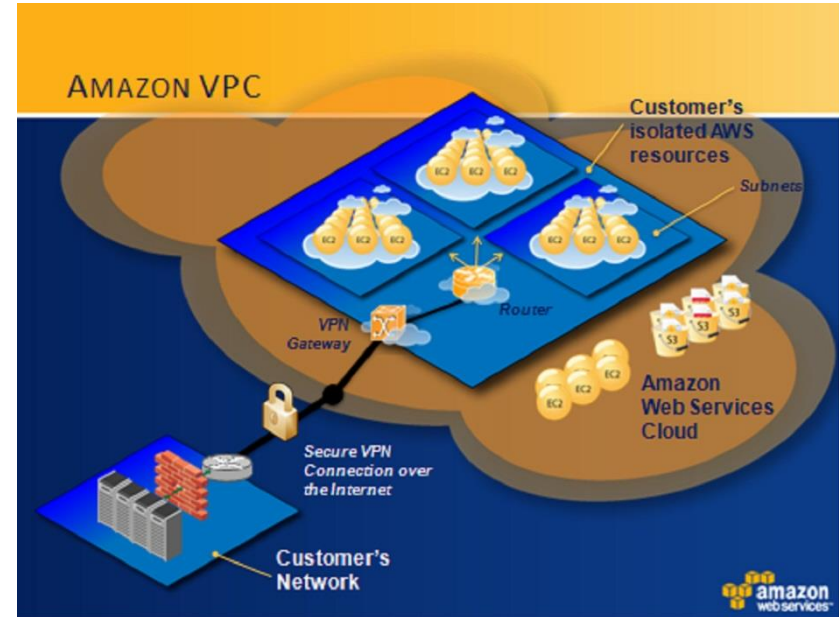 AMAZON VPC
Customer's
isolated AWS
resources
Subnets
EC2 EC2 EC2
EC2 EC2 EC2
EC2 EC2 EC2
Router
VPN
Gateway
S3 S3 S3
EC2 EC2 EC2
Amazon
Web Services
Cloud
Secure VPN
Connection over
the Internet
Customer's
Network
amazon
webservices™